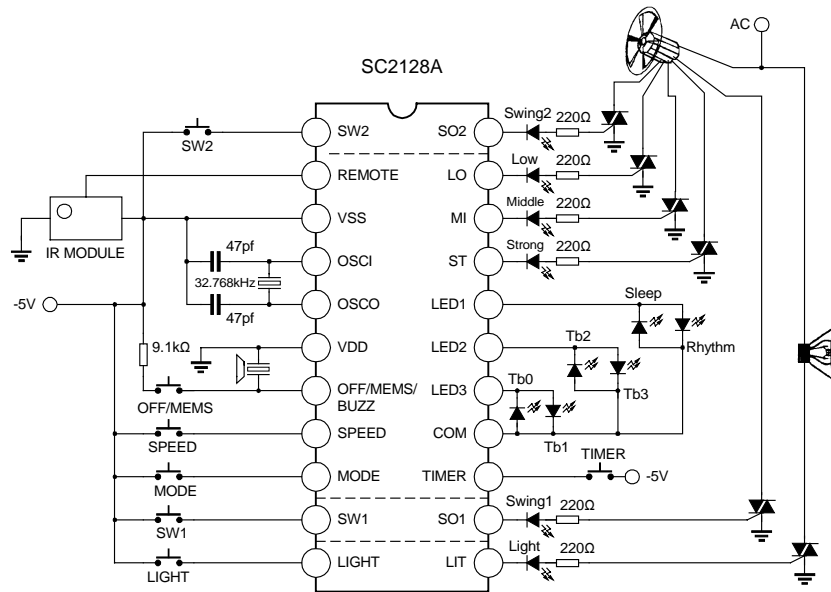 AC
SC2128A
Swing2
220Ω
SW2
SW2
SO2
Low
220Ω
REMOTE
LO
Middle
220Ω
VSS
MI
IR MODULE
47pf
Strong
220Ω
OSCI
ST
32.768kHz
Sleep
-5V
OSCO
LED1
47pf
Rhythm
9.1kΩ
VDD
LED2
Tb2
Tb0
Tb3
OFF/MEMS
OFF/MEMS/
BUZZ
LED3
Tb1
SPEED
SPEED
COM
TIMER
MODE
MODE
TIMER
-5V
Swing1
220Ω
SW1
SW1
SO1
Light
220Ω
LIGHT
LIGHT
LIT